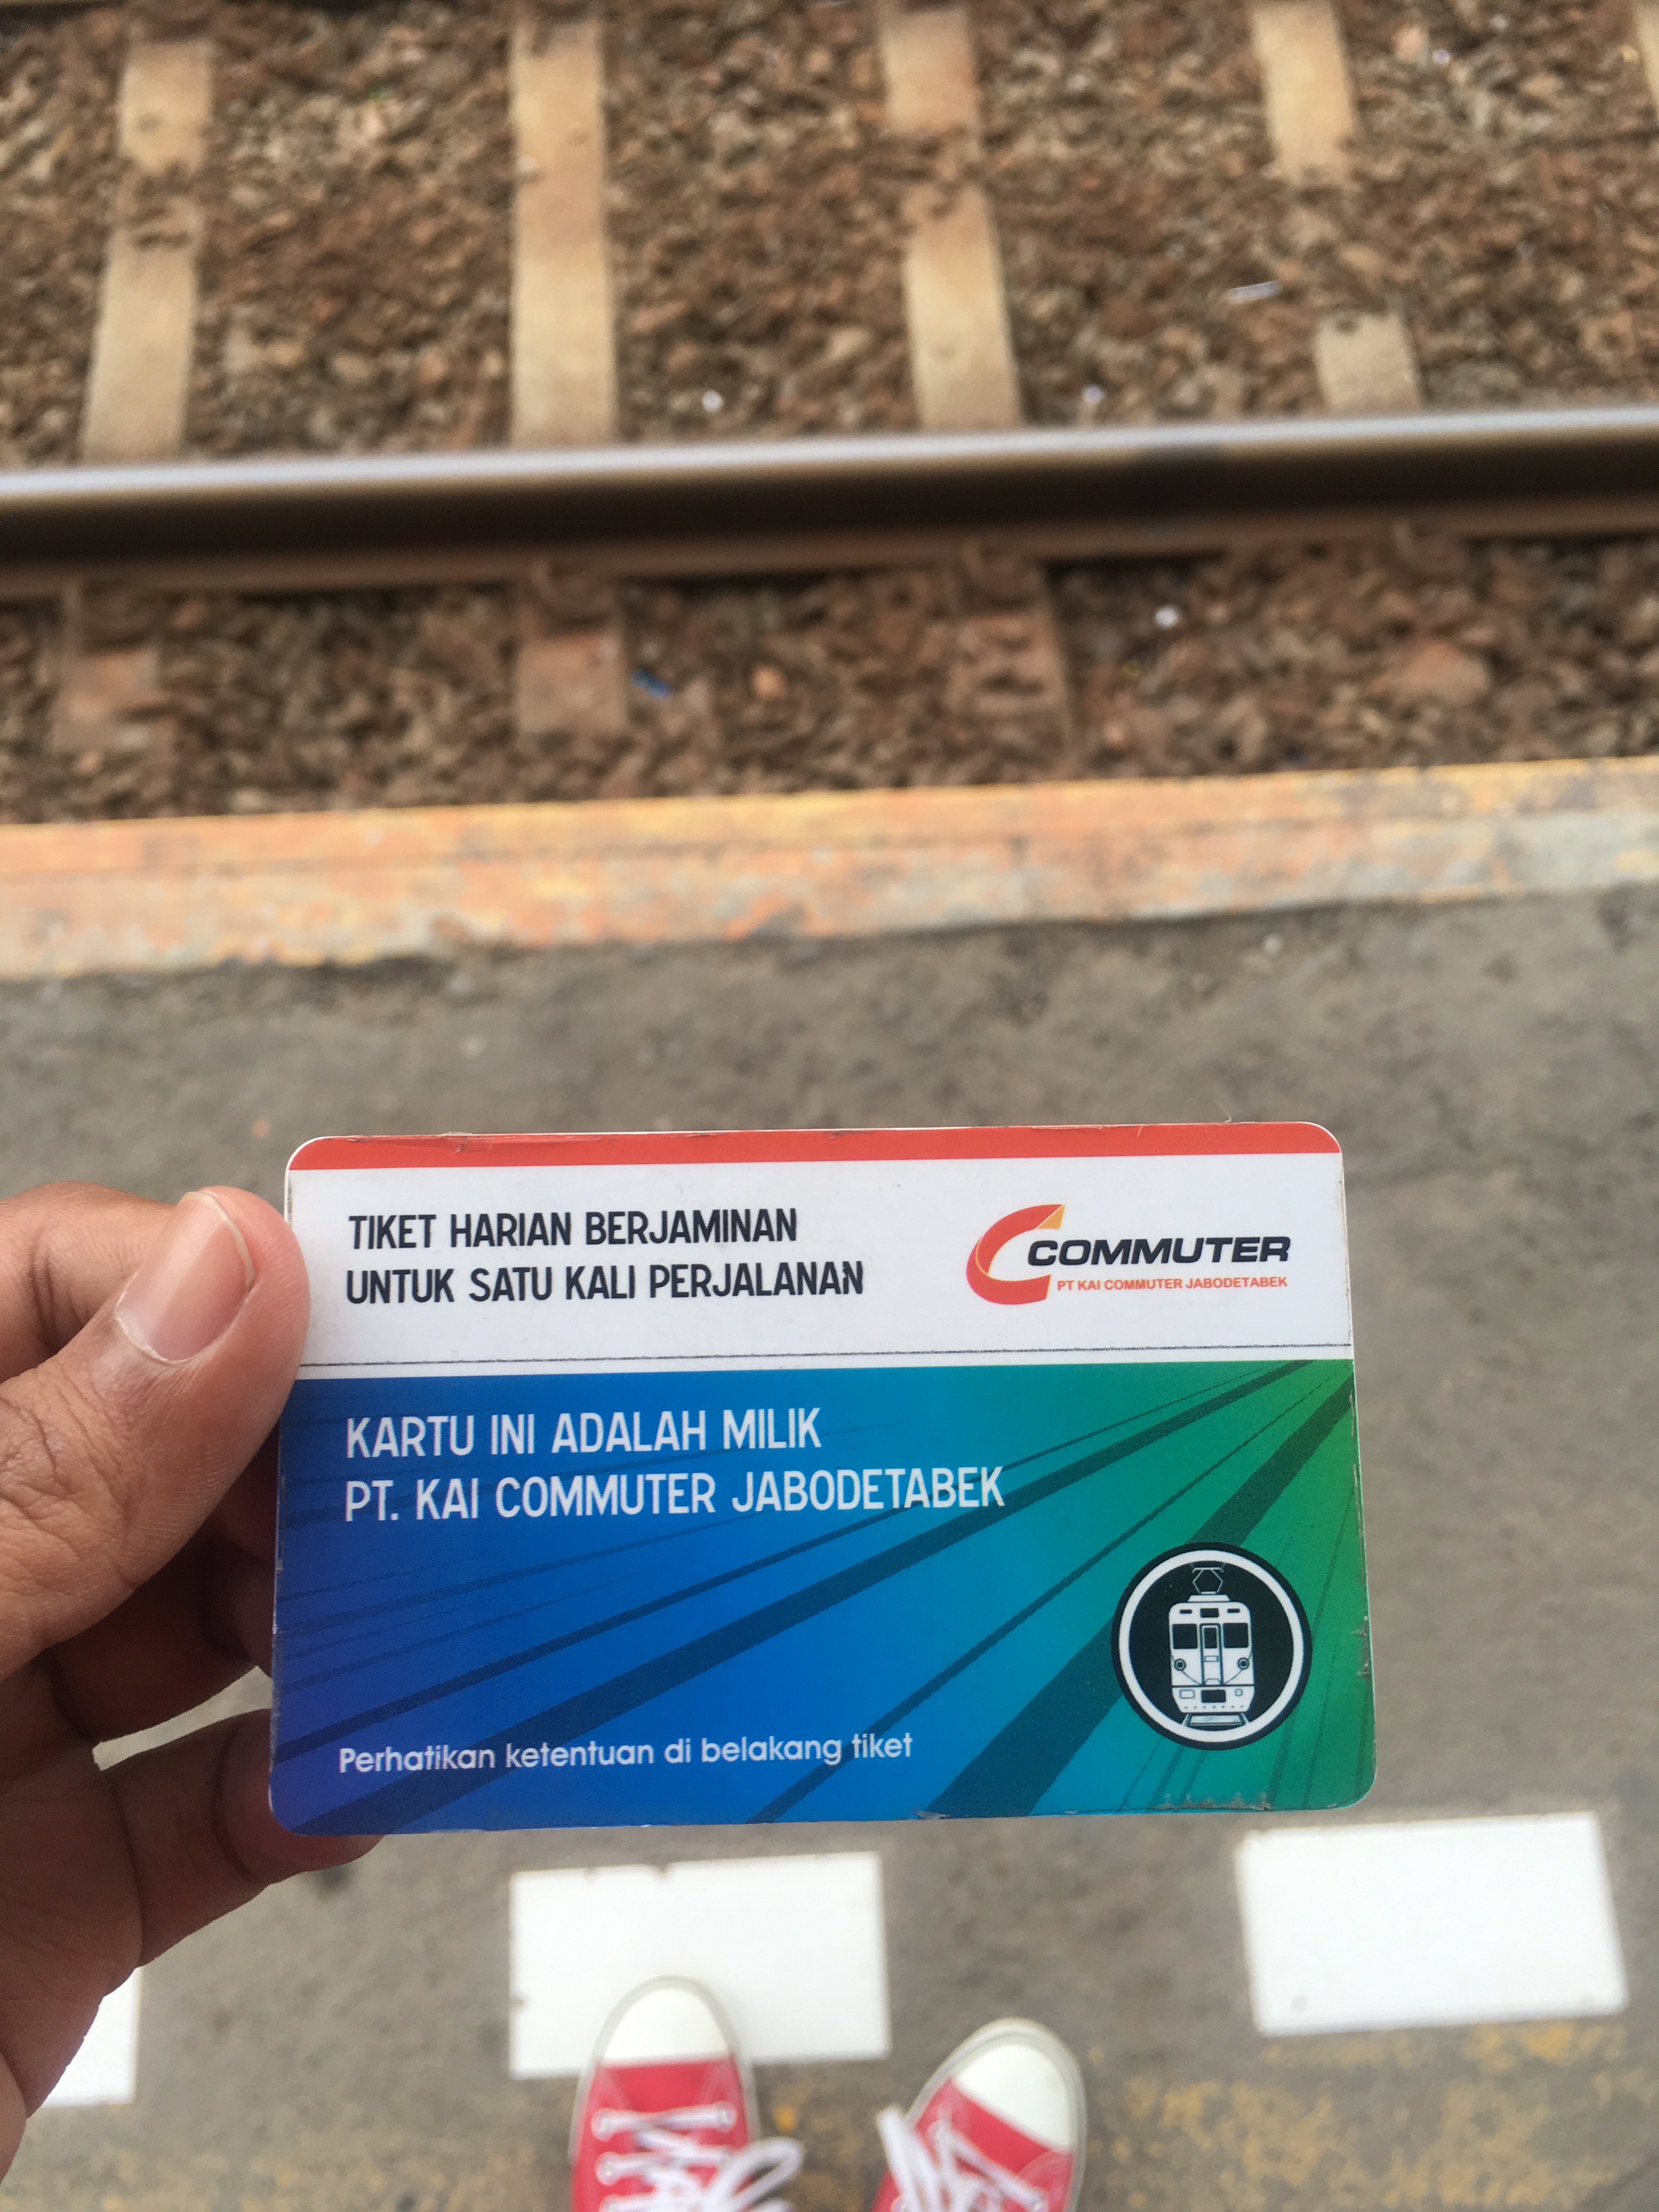 TIKET HARIAN BERJAMINAN
UNTUK SATU KALI PERJALANAN
COMMUTER
PT KAI COMMUTER JABODETABEK
KARTU INI ADALAH MILIK
PT. KAI COMMUTER JABODETABEK
Perhatikan ketentuan di belakang tiket